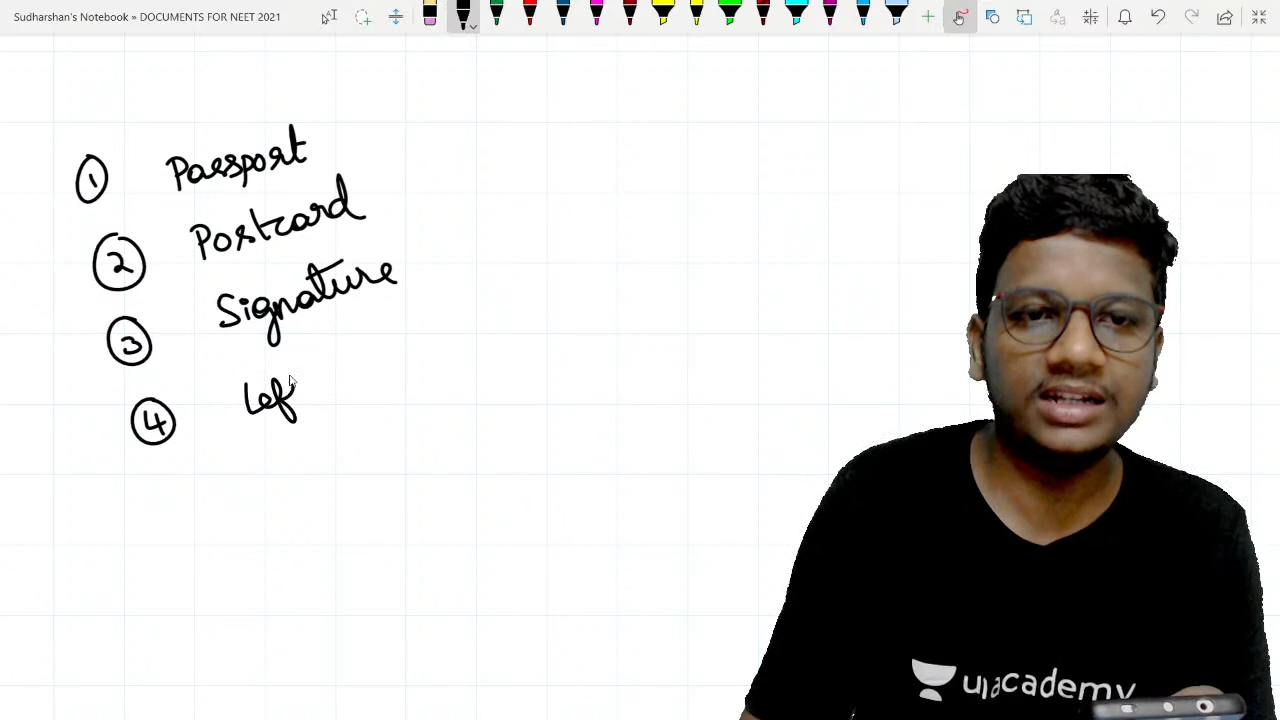 Sudharshan's Notebook » DOCUMENTS FOR NEET 2021
1 Passport
2 Postcard
3 Signature
4 Lef
unacademy